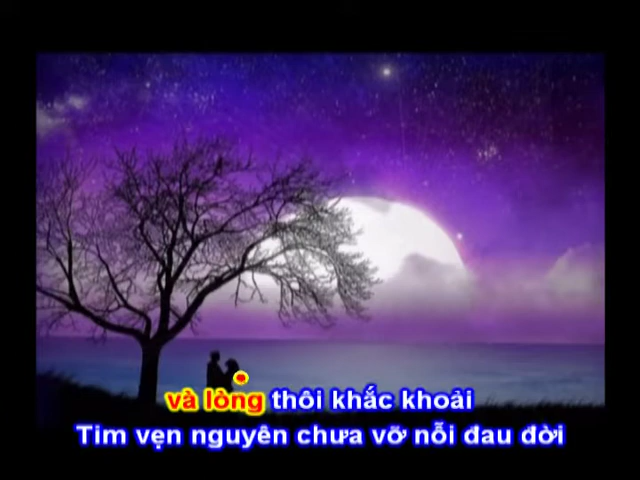 và lòng thôi khắc khoải
Tim vẹn nguyên chưa vỡ nỗi đau đời